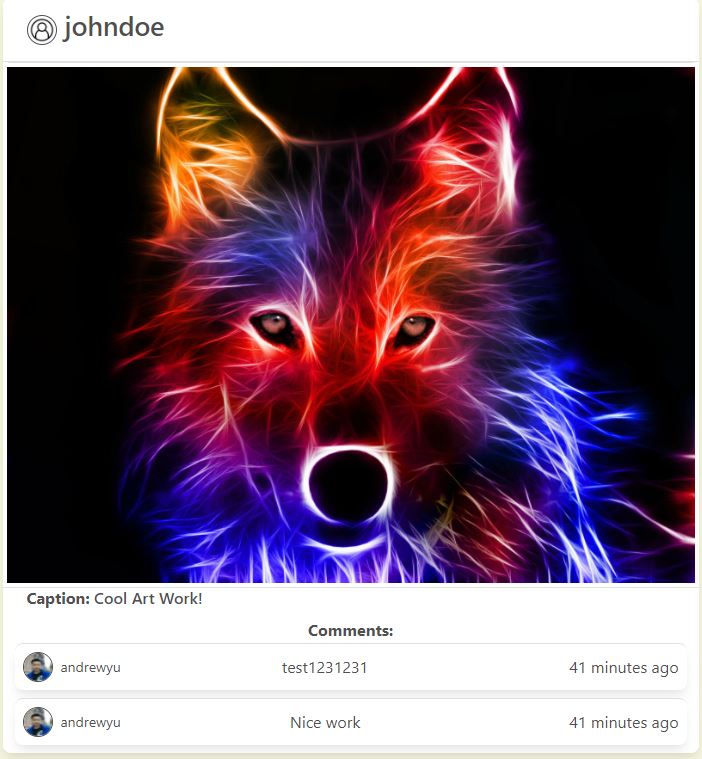 johndoe
Caption: Cool Art Work!
Comments:
andrewyu test1231231 41 minutes ago
andrewyu Nice work 41 minutes ago